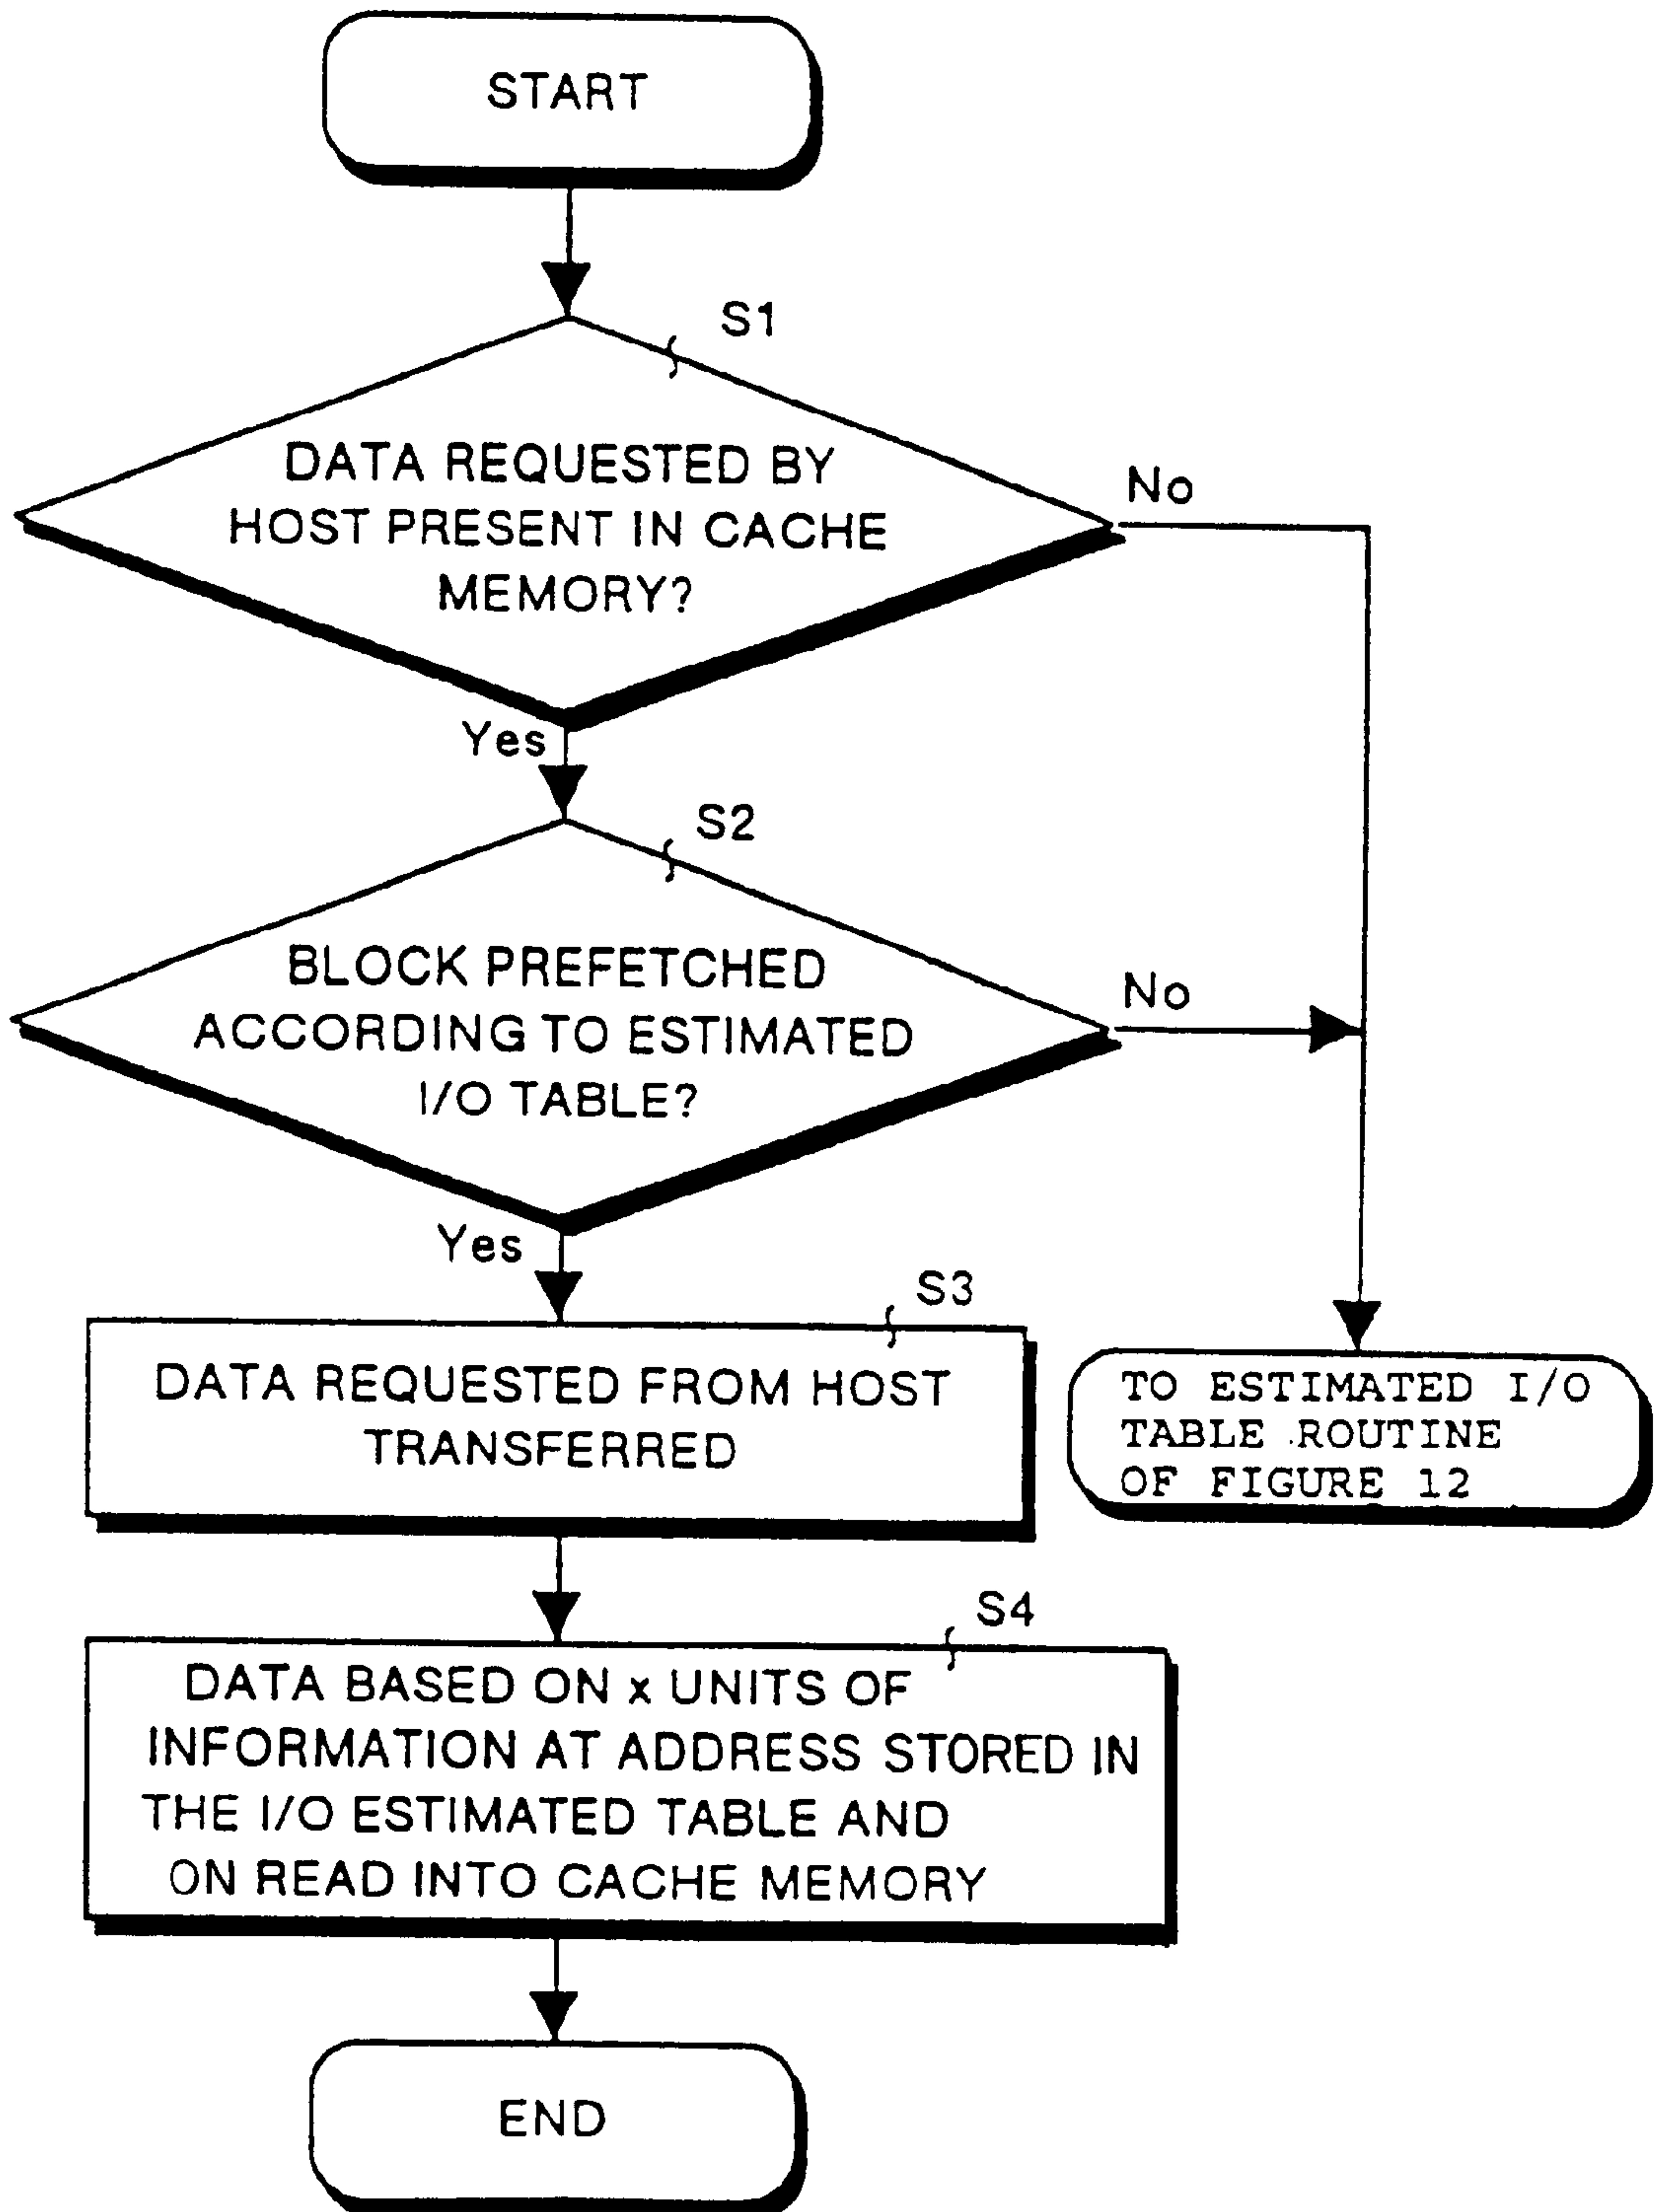 START
S1
DATA REQUESTED BY
HOST PRESENT IN CACHE
MEMORY?
No
Yes
S2
BLOCK PREFETCHED
ACCORDING TO ESTIMATED
I/O TABLE?
No
Yes
S3
DATA REQUESTED FROM HOST
TRANSFERRED
TO ESTIMATED I/O
TABLE ROUTINE
OF FIGURE 12
S4
DATA BASED ON x UNITS OF
INFORMATION AT ADDRESS STORED IN
THE I/O ESTIMATED TABLE AND
ON READ INTO CACHE MEMORY
END